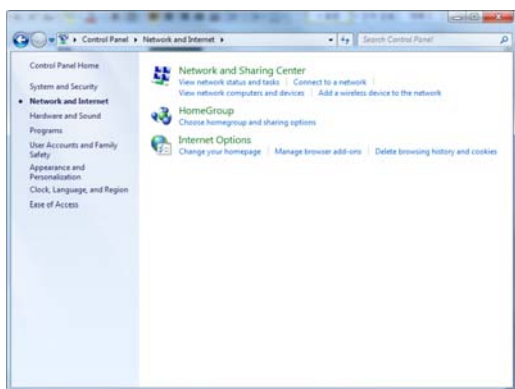 Control Panel Network and Internet
Search Control Panel
Control Panel Home
System and Security
Network and Internet
Hardware and Sound
Programs
User Accounts and Family
Safety
Appearance and
Personalization
Clock, Language, and Region
Ease of Access
Network and Sharing Center
View network status and tasks Connect to a network
View network computers and devices Add a wireless device to the network
HomeGroup
Choose homegroup and sharing options
Internet Options
Change your homepage Manage browser add-ons Delete browsing history and cookies